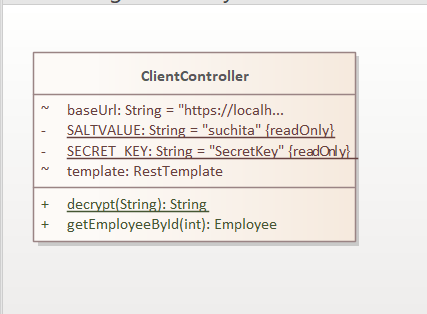 ClientController
~ baseUrl: String = "https://localh...
- SALTVALUE: String = "suchita" {readOnly}
- SECRET_KEY: String = "SecretKey" {readOnly}
~ template: RestTemplate
+ decrypt(String): String
+ getEmployeeById(int): Employee